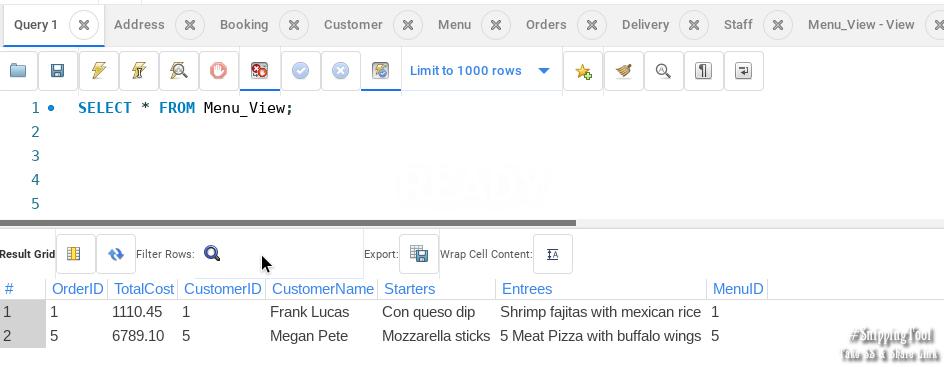 Query 1 Address Booking Customer Menu Orders Delivery Staff Menu_View - View
Limit to 1000 rows
1 SELECT * FROM Menu_View;
2
3
4
5
Result Grid Filter Rows: Export: Wrap Cell Content:
# OrderID TotalCost CustomerID CustomerName Starters Entrees MenuID
1 1 1110.45 1 Frank Lucas Con queso dip Shrimp fajitas with mexican rice 1
2 5 6789.10 5 Megan Pete Mozzarella sticks 5 Meat Pizza with buffalo wings 5
#SnippingTool
Take SS & Share Link